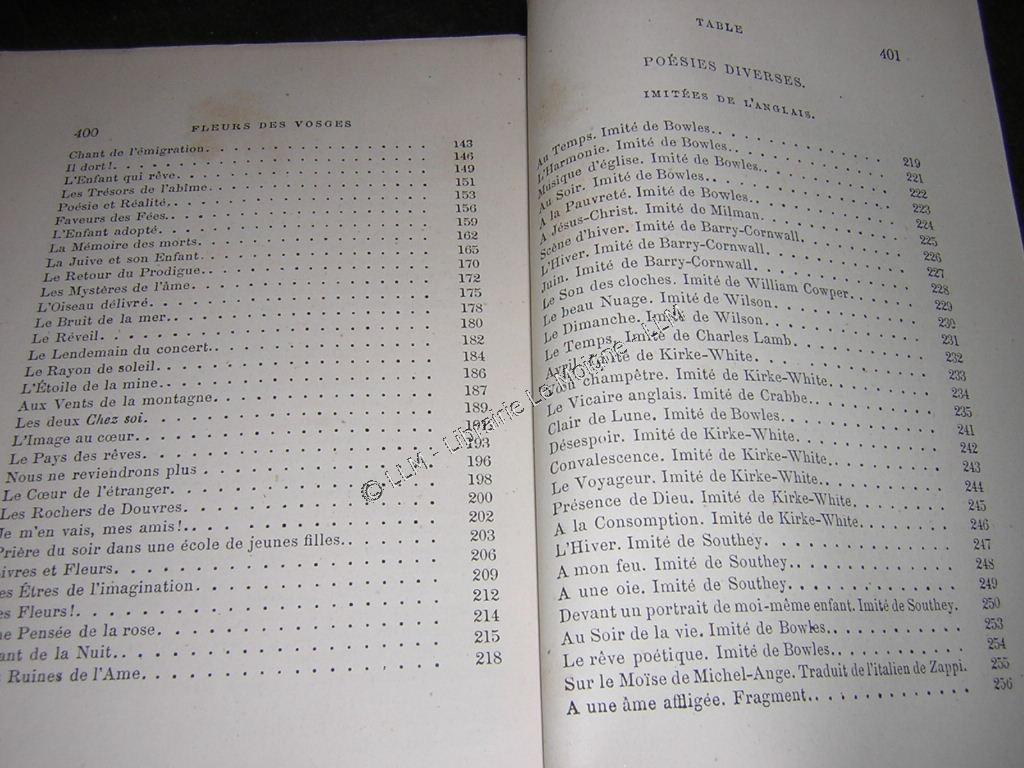 400 FLEURS DES VOSGES
Chant de l'émigration. 143
Il dort!. 146
L'Enfant qui rêve. 149
Les Trésors de l'abîme. 151
Poésie et Réalité. 153
Faveurs des Fées. 156
L'Enfant adopté. 159
La Mémoire des morts. 162
La Juive et son Enfant. 165
Le Retour du Prodigue. 170
Les Mystères de l'âme. 172
L'Oiseau délivré. 175
Le Bruit de la mer. 178
Le Réveil. 180
Le Lendemain du concert. 182
Le Rayon de soleil. 184
L'Étoile de la mine. 186
Aux Vents de la montagne. 187
Les deux Chez soi. 189
L'Image au cœur. 191
Le Pays des rêves. 193
Nous ne reviendrons plus . 196
Le Cœur de l'étranger. 198
Les Rochers de Douvres. 200
Je m'en vais, mes amis!. 202
Prière du soir dans une école de jeunes filles. 203
ivres et Fleurs. 206
es Êtres de l'imagination. 209
es Fleurs!. 212
ne Pensée de la rose. 214
ant de la Nuit. 215
Ruines de l'Ame. 218
TABLE 401
POÉSIES DIVERSES.
IMITÉES DE L'ANGLAIS.
Au Temps. Imité de Bowles. 219
L'Harmonie. Imité de Bowles. 221
Musique d'église. Imité de Bowles. 222
Au Soir. Imité de Bowles. 223
A la Pauvreté. Imité de Bowles. 224
A Jésus-Christ. Imité de Milman. 225
Scène d'hiver. Imité de Barry-Cornwall. 226
L'Hiver. Imité de Barry-Cornwall. 227
Juin. Imité de Barry-Cornwall. 228
Le Son des cloches. Imité de William Cowper. 229
Le beau Nuage. Imité de Wilson. 230
Le Dimanche. Imité de Wilson. 231
Le Temps. Imité de Charles Lamb. 232
Avril. Imité de Kirke-White. 233
champêtre. Imité de Kirke-White. 234
Le Vicaire anglais. Imité de Crabbe. 235
Clair de Lune. Imité de Bowles. 241
Désespoir. Imité de Kirke-White. 242
Convalescence. Imité de Kirke-White. 243
Le Voyageur. Imité de Kirke-White. 244
Présence de Dieu. Imité de Kirke-White. 245
A la Consomption. Imité de Kirke-White. 246
L'Hiver. Imité de Southey. 247
A mon feu. Imité de Southey. 248
A une oie. Imité de Southey. 249
Devant un portrait de moi-même enfant. Imité de Southey. 250
Au Soir de la vie. Imité de Bowles. 253
Le rêve poétique. Imité de Bowles. 254
Sur le Moïse de Michel-Ange. Traduit de l'italien de Zappi. 255
A une âme affligée. Fragment. 256
© LLM - Librairie Le Moigne - LLM